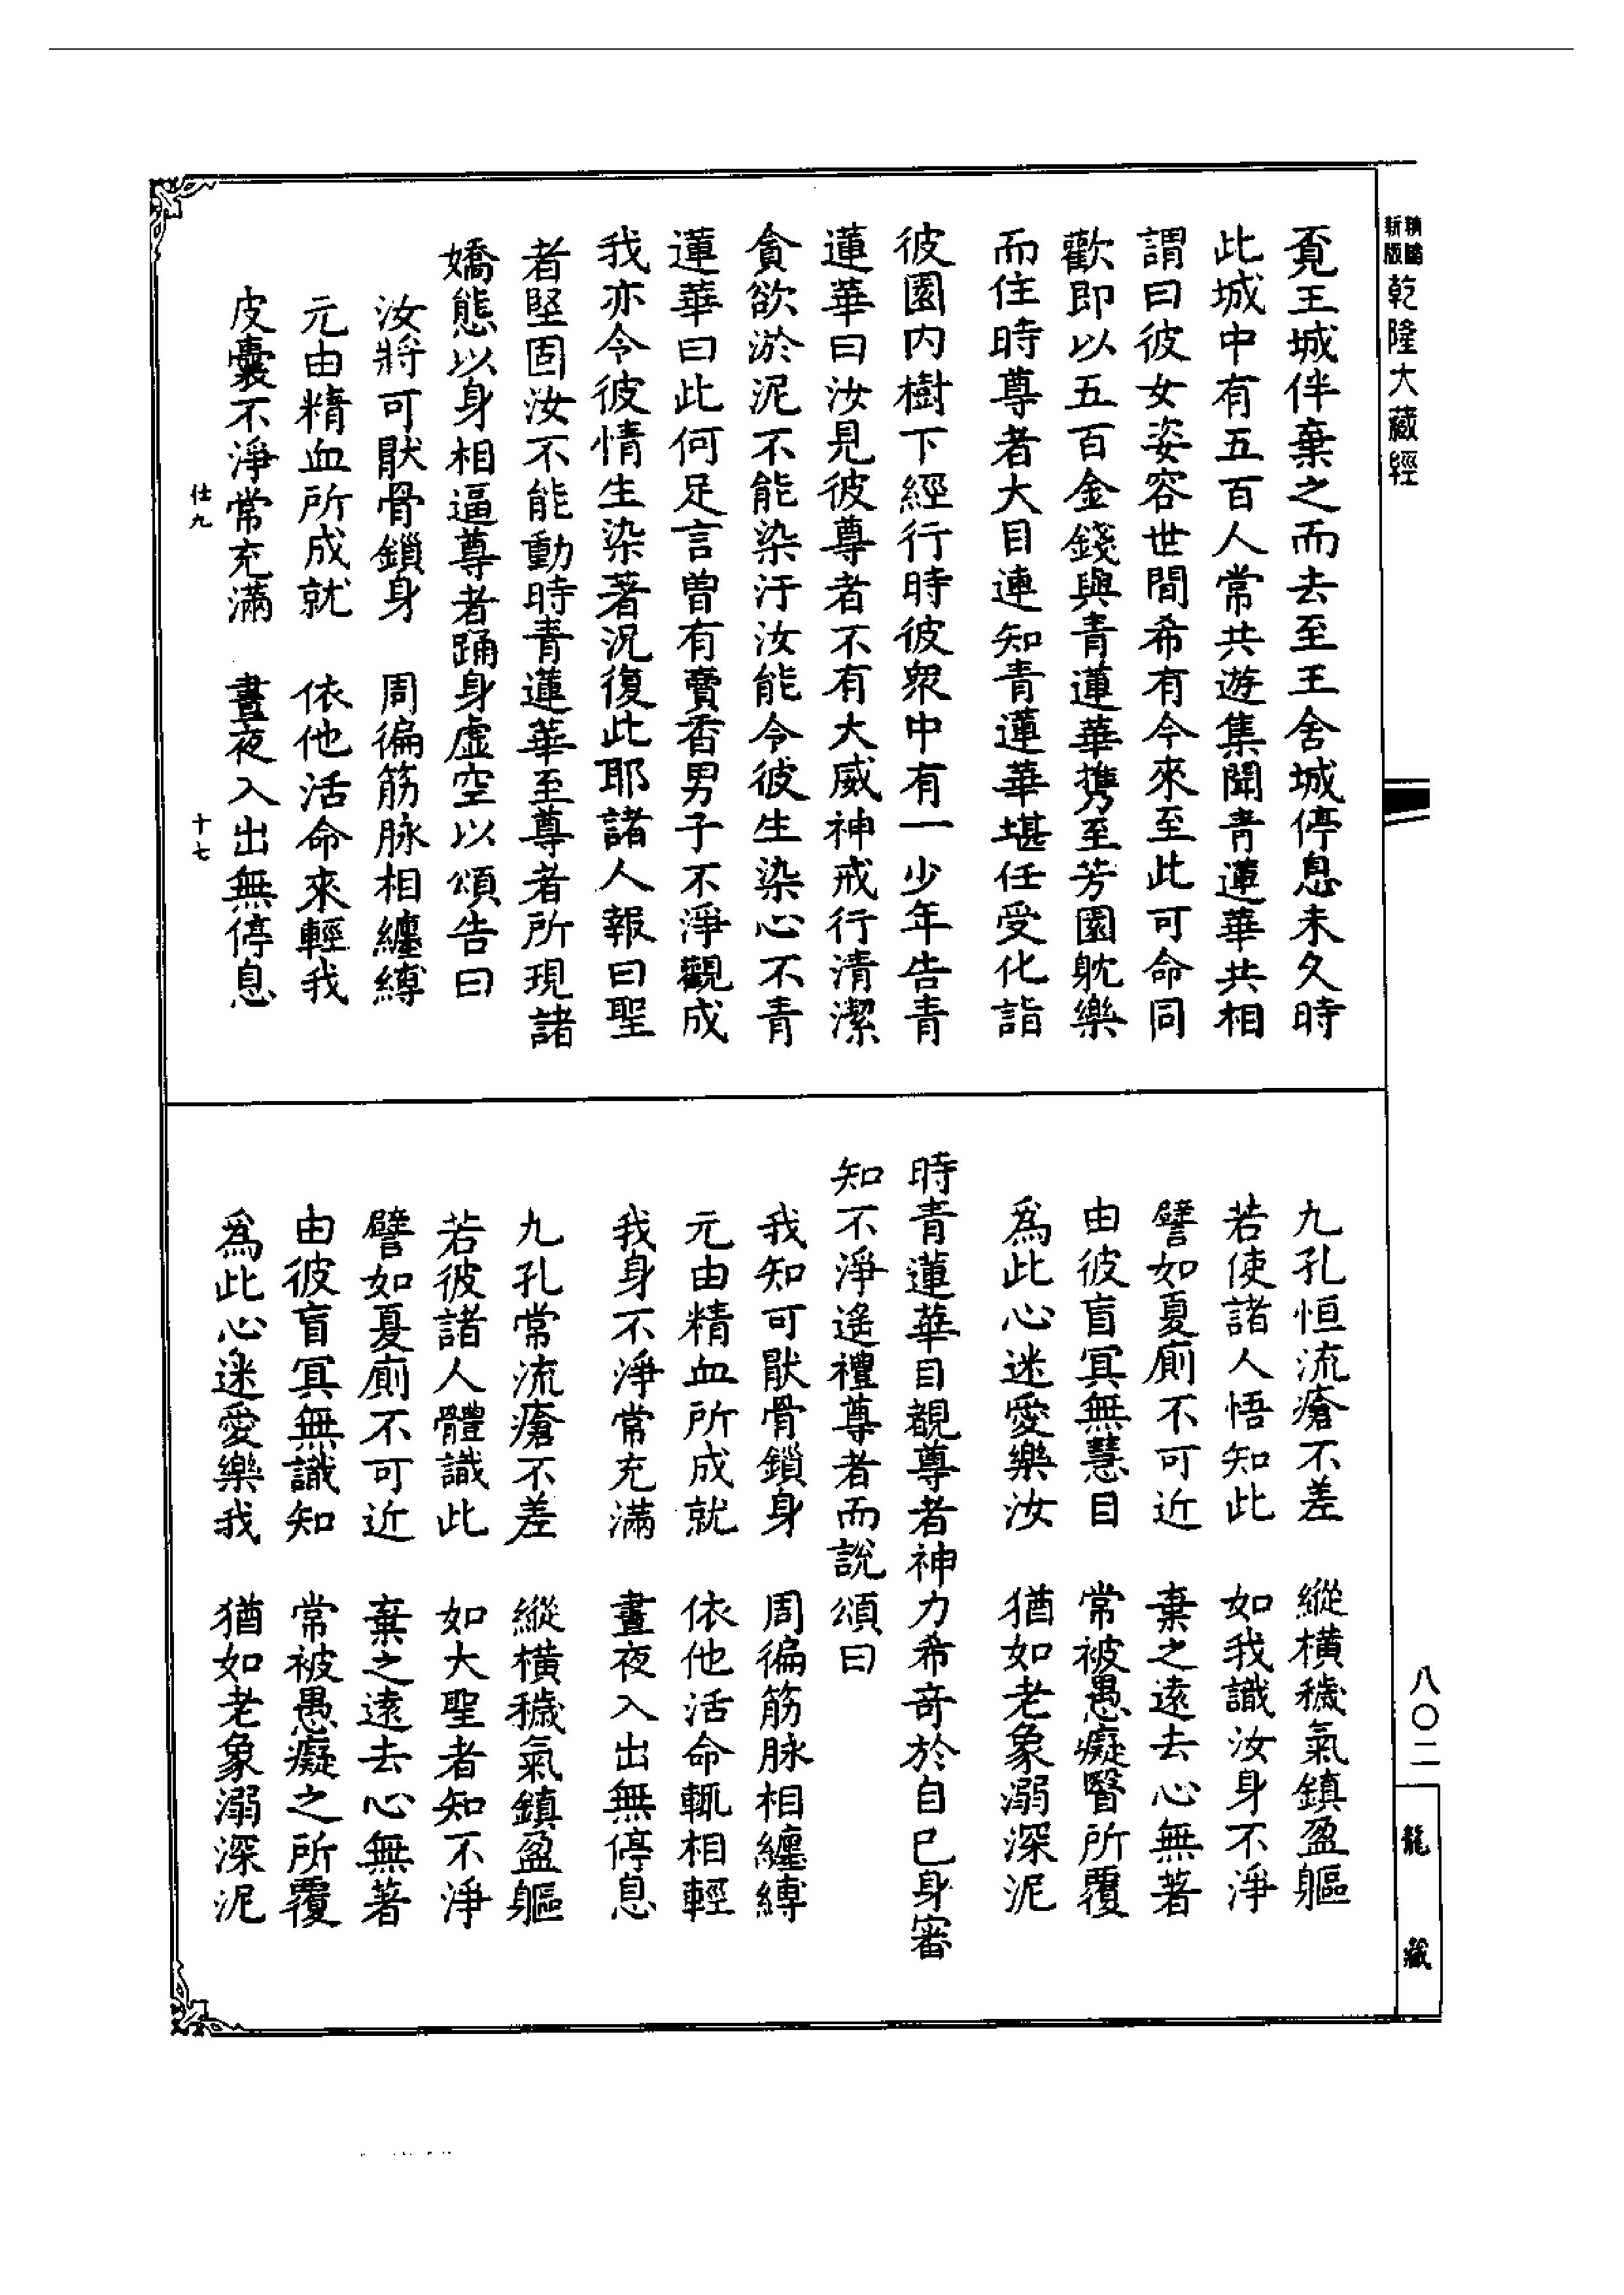 新版
乾隆大藏經
覔王城伴棄之而去至王舍城停息未久時
此城中有五百人常共遊集聞青蓮華共相
謂曰彼女姿容世間希有今來至此可命同
歡即以五百金錢與青蓮華攜至芳園躭樂
而住時尊者大目連知青蓮華堪任受化詣
彼園内樹下經行時彼衆中有一少年告青
蓮華曰汝見彼尊者不有大威神戒行清潔
貪欲淤泥不能染汙汝能令彼生染心不青
蓮華曰此何足言曾有賣香男子不淨觀成
我亦令彼情生染著況復此耶諸人報曰聖
者堅固汝不能動時青蓮華至尊者所現諸
嬌態以身相逼尊者踊身虛空以頌告曰
汝將可猒骨鎖身　周徧筋脉相纏縛
元由精血所成就　依他活命來輕我
皮囊不淨常充滿　晝夜入出無停息
仕九　十七
九孔恒流瘡不差　縱橫穢氣鎮盈軀
若使諸人悟知此　如我識汝身不淨
譬如夏廁不可近　棄之遠去心無著
由彼盲冥無慧目　常被愚癡瞖所覆
為此心迷愛樂汝　猶如老象溺深泥
時青蓮華目覩尊者神力希奇於自已身審
知不淨遙禮尊者而說頌曰
我知可猒骨鎖身　周徧筋脉相纏縛
元由精血所成就　依他活命輒相輕
我身不淨常充滿　晝夜入出無停息
九孔常流瘡不差　縱橫穢氣鎮盈軀
若彼諸人體識此　如大聖者知不淨
譬如夏廁不可近　棄之遠去心無著
由彼盲冥無識知　常被愚癡之所覆
為此心迷愛樂我　猶如老象溺深泥
八〇二
龍藏